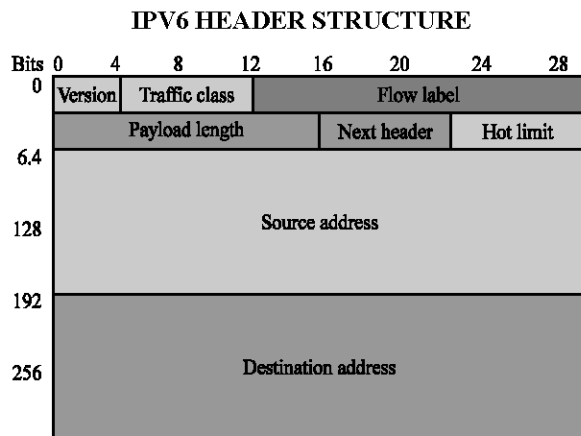 IPV6 HEADER STRUCTURE
Bits 0 4 8 12 16 20 24 28
0
Version Traffic class Flow label
Payload length Next header Hot limit
6.4
Source address
128
192
Destination address
256